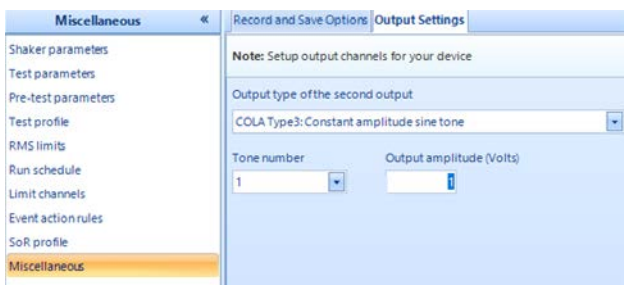 Miscellaneous «
Shaker parameters
Test parameters
Pre-test parameters
Test profile
RMS limits
Run schedule
Limit channels
Event action rules
SoR profile
Miscellaneous
Record and Save Options Output Settings
Note: Setup output channels for your device
Output type of the second output
COLA Type3: Constant amplitude sine tone
Tone number Output amplitude (Volts)
1 1